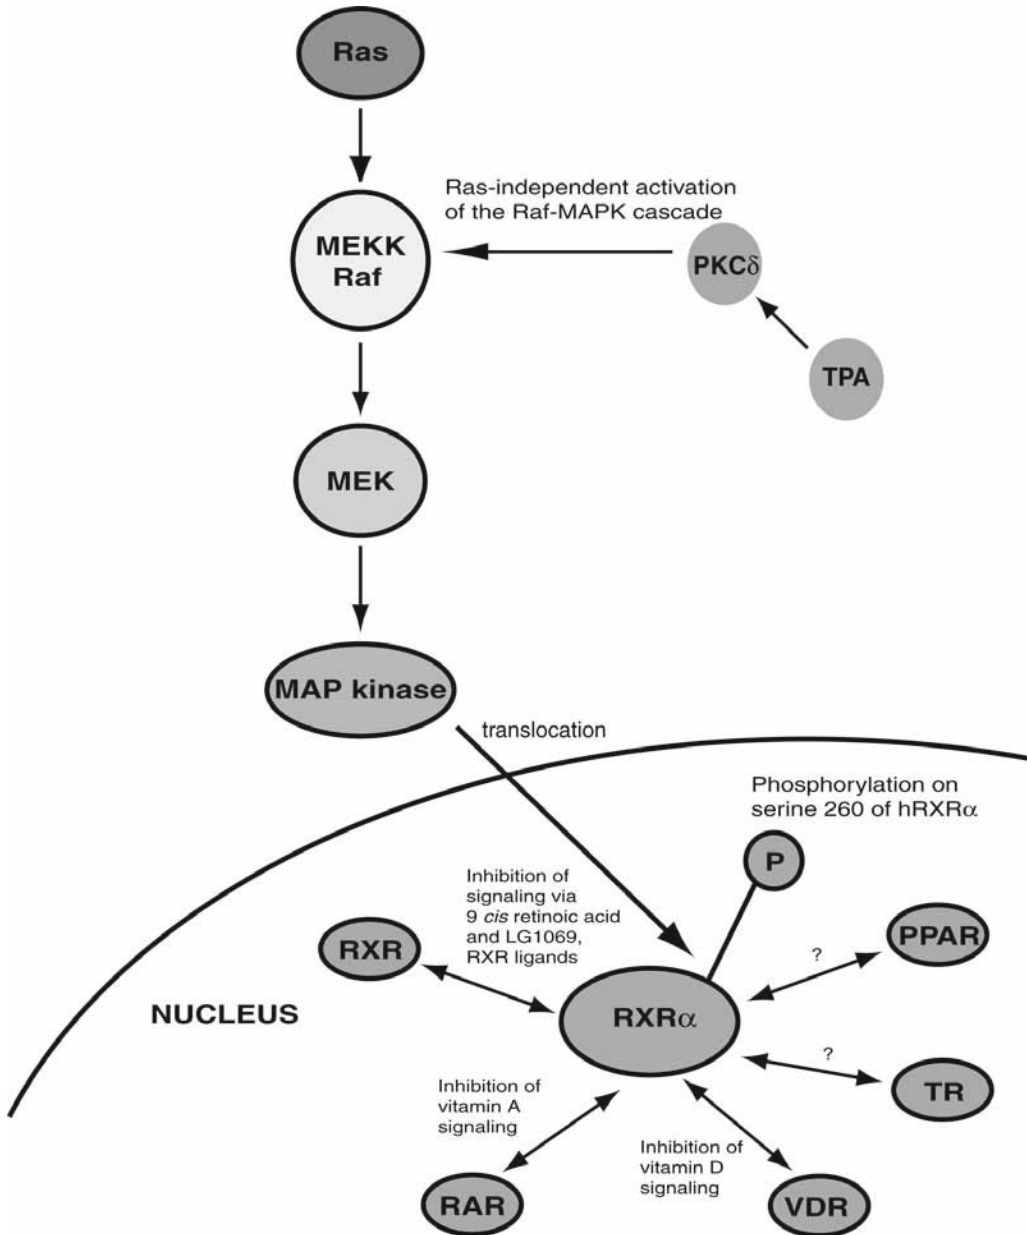 Ras
Ras-independent activation
of the Raf-MAPK cascade
MEKK
Raf
PKCδ
TPA
MEK
MAP kinase
translocation
Phosphorylation on
serine 260 of hRXRα
P
Inhibition of
signaling via
9 cis retinoic acid
and LG1069,
RXR ligands
RXR
PPAR
?
NUCLEUS
RXRα
?
TR
Inhibition of
vitamin A
signaling
Inhibition of
vitamin D
signaling
RAR
VDR